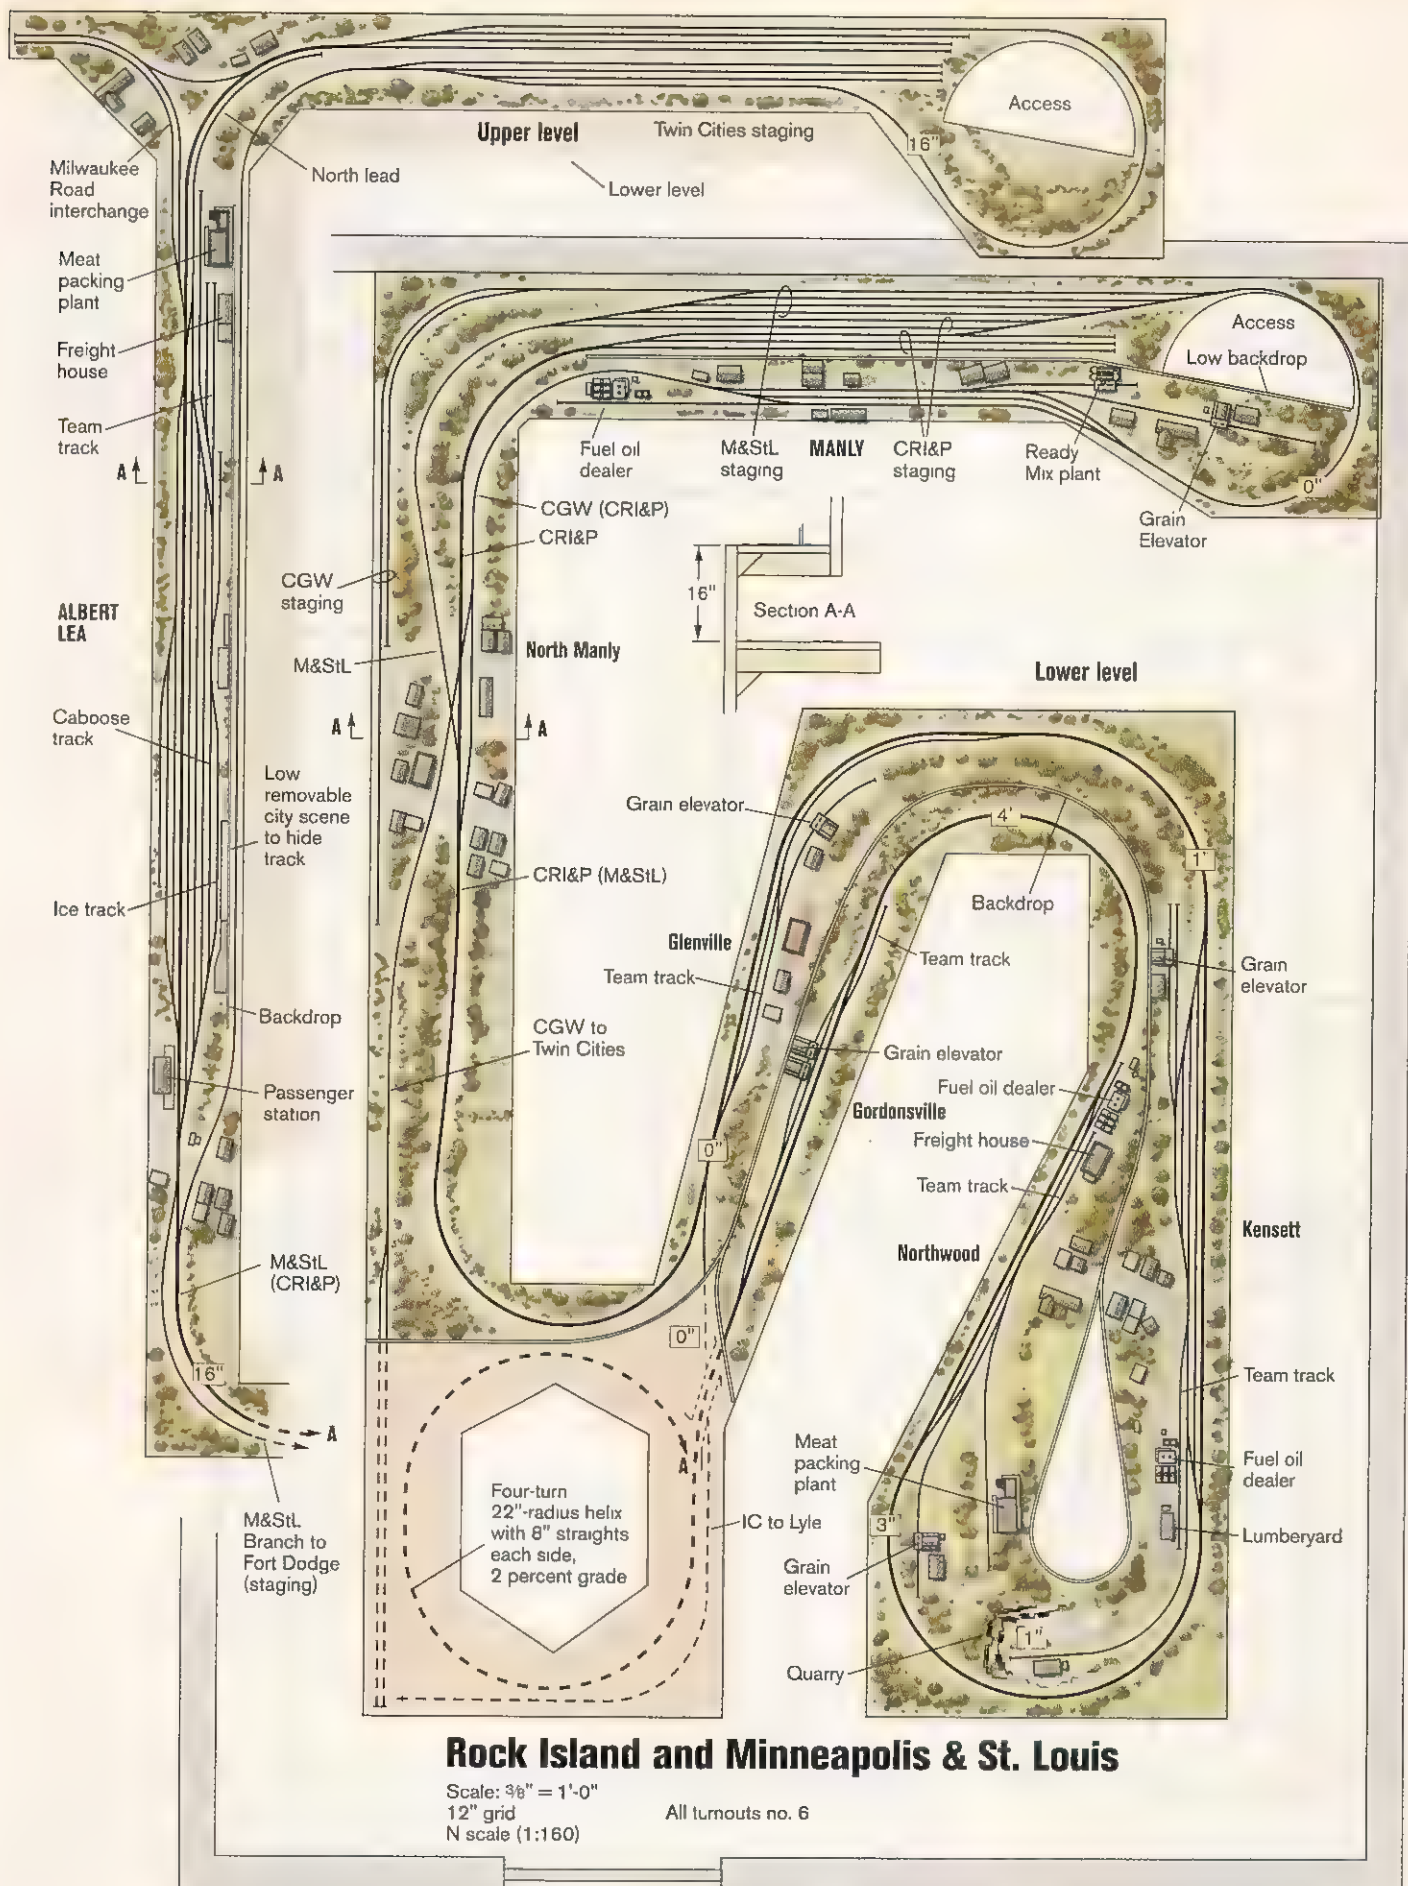 Access
Upper level
Twin Cities staging
16"
Milwaukee
Road
interchange
North lead
Lower level
Meat
packing
plant
Freight
house
Team
track
A
A
Access
Low backdrop
Fuel oil
dealer
M&StL
staging
MANLY
CRI&P
staging
Ready
Mix plant
0"
Grain
Elevator
CGW (CRI&P)
CRI&P
CGW
staging
16"
Section A-A
ALBERT
LEA
North Manly
M&StL
Lower level
Caboose
track
A
A
Low
removable
city scene
to hide
track
Grain elevator
4'
1"
CRI&P (M&StL)
Backdrop
Ice track
Glenville
Team track
Team track
Grain
elevator
Backdrop
CGW to
Twin Cities
Grain elevator
Fuel oil dealer
Gordonsville
Passenger
station
0"
Freight house
Team track
Kensett
Northwood
M&StL
(CRI&P)
0"
16"
Team track
A
A
Meat
packing
plant
Fuel oil
dealer
Four-turn
22"-radius helix
with 8" straights
each side,
2 percent grade
IC to Lyle
3"
Lumberyard
M&StL
Branch to
Fort Dodge
(staging)
Grain
elevator
1"
Quarry
Rock Island and Minneapolis & St. Louis
Scale: 3/8" = 1'-0"
12" grid
All turnouts no. 6
N scale (1:160)